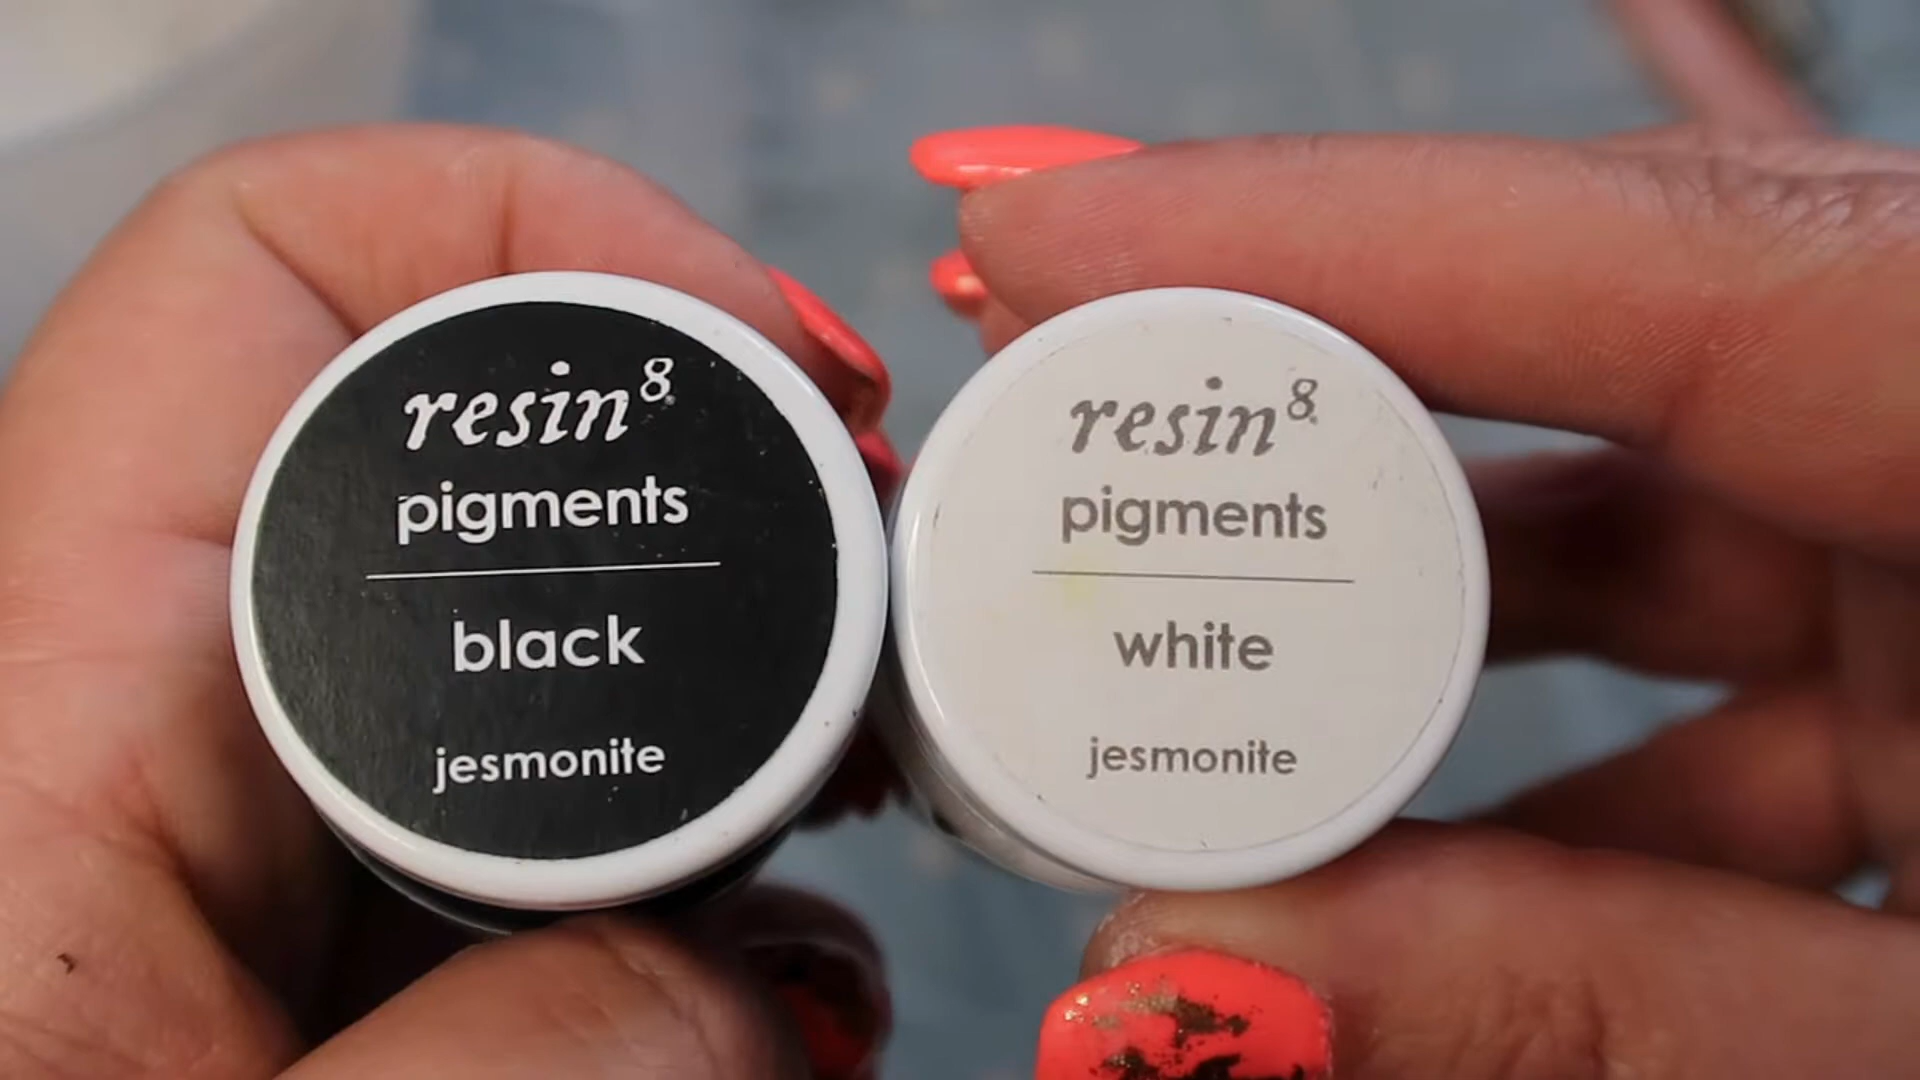 resin8®
pigments
black
jesmonite
resin8®
pigments
white
jesmonite